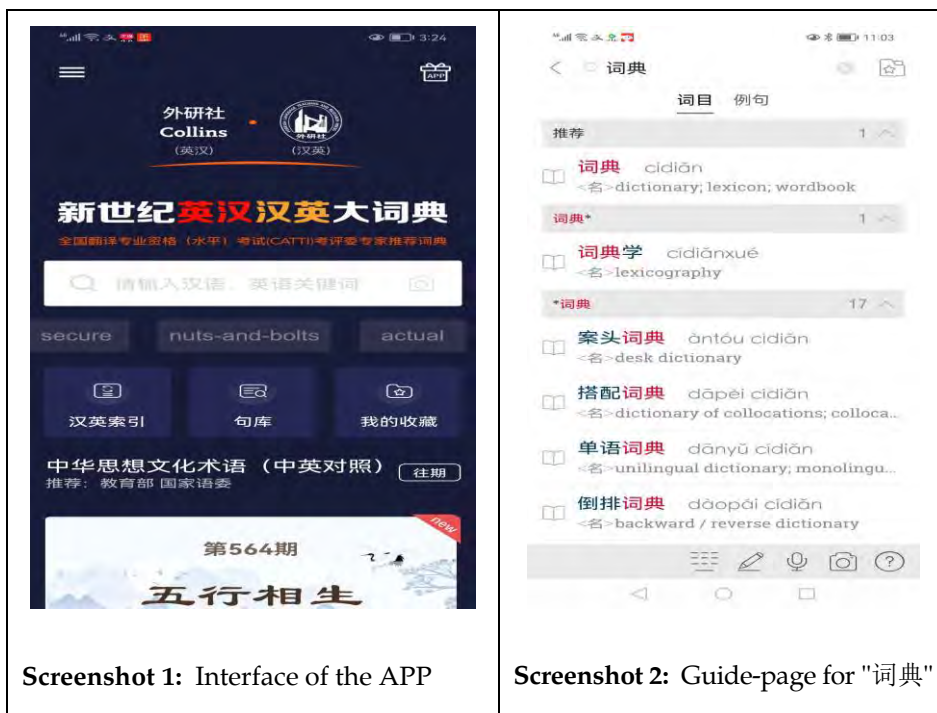 3:24
APP
外研社
Collins
(英汉)
外研社
(汉英)
新世纪英汉汉英大词典
全国翻译专业资格（水平）考试(CATTI)考评委专家推荐词典
请输入汉语、英语关键词
secure nuts-and-bolts actual
汉英索引 句库 我的收藏
中华思想文化术语（中英对照） 往期
推荐：教育部 国家语委
new
第564期
五行相生
Screenshot 1: Interface of the APP
11:03
词典
词目 例句
推荐 1
词典 cídiǎn
<名>dictionary; lexicon; wordbook
词典* 1
词典学 cídiǎnxué
<名>lexicography
*词典 17
案头词典 àntóu cídiǎn
<名>desk dictionary
搭配词典 dāpèi cídiǎn
<名>dictionary of collocations; colloca..
单语词典 dānyǔ cídiǎn
<名>unilingual dictionary; monolingu...
倒排词典 dàopái cídiǎn
<名>backward / reverse dictionary
?
Screenshot 2: Guide-page for "词典"